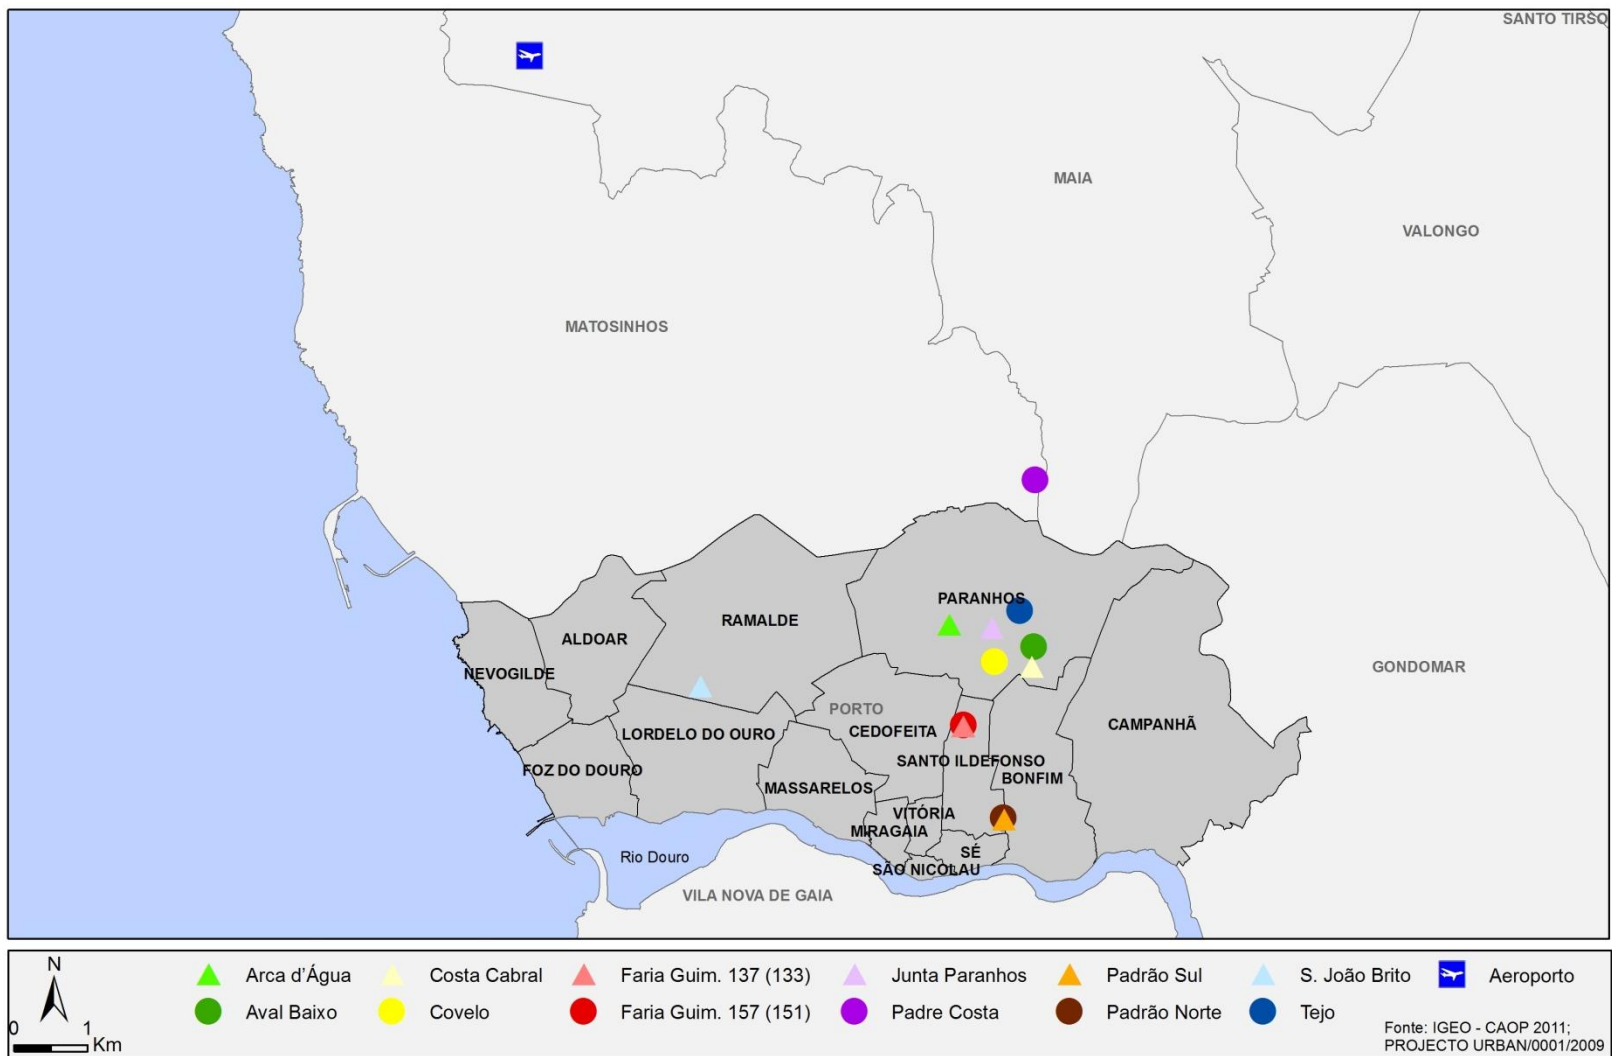 SANTO TIRSO
MAIA
VALONGO
MATOSINHOS
PARANHOS
RAMALDE
ALDOAR
GONDOMAR
NEVOGILDE
PORTO
CAMPANHÃ
LORDELO DO OURO
CEDOFEITA
SANTO ILDEFONSO
FOZ DO DOURO
BONFIM
MASSARELOS
VITÓRIA
MIRAGAIA
SÉ
Rio Douro
SÃO NICOLAU
VILA NOVA DE GAIA
N
0 1
Km
Arca d'Água
Costa Cabral
Faria Guim. 137 (133)
Junta Paranhos
Padrão Sul
S. João Brito
Aeroporto
Aval Baixo
Covelo
Faria Guim. 157 (151)
Padre Costa
Padrão Norte
Tejo
Fonte: IGEO - CAOP 2011;
PROJECTO URBAN/0001/2009